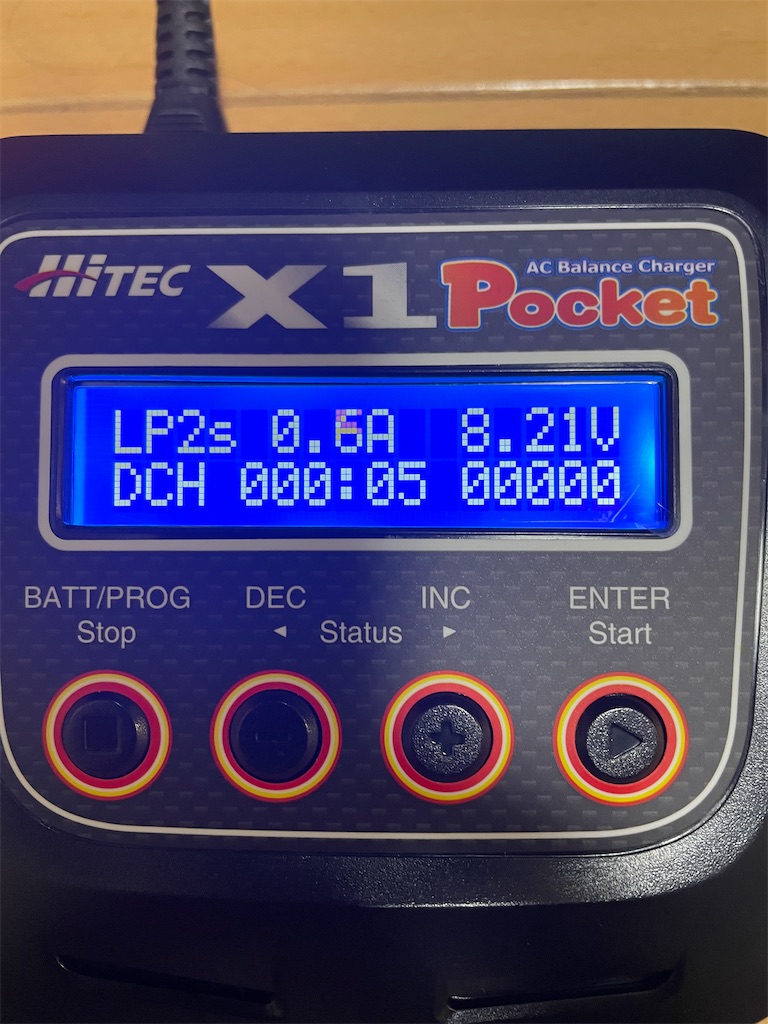 HiTEC X1 Pocket
AC Balance Charger
LP2s 0.6A 8.21V
DCH 000:05 00000
BATT/PROG DEC INC ENTER
Stop ◄ Status ► Start